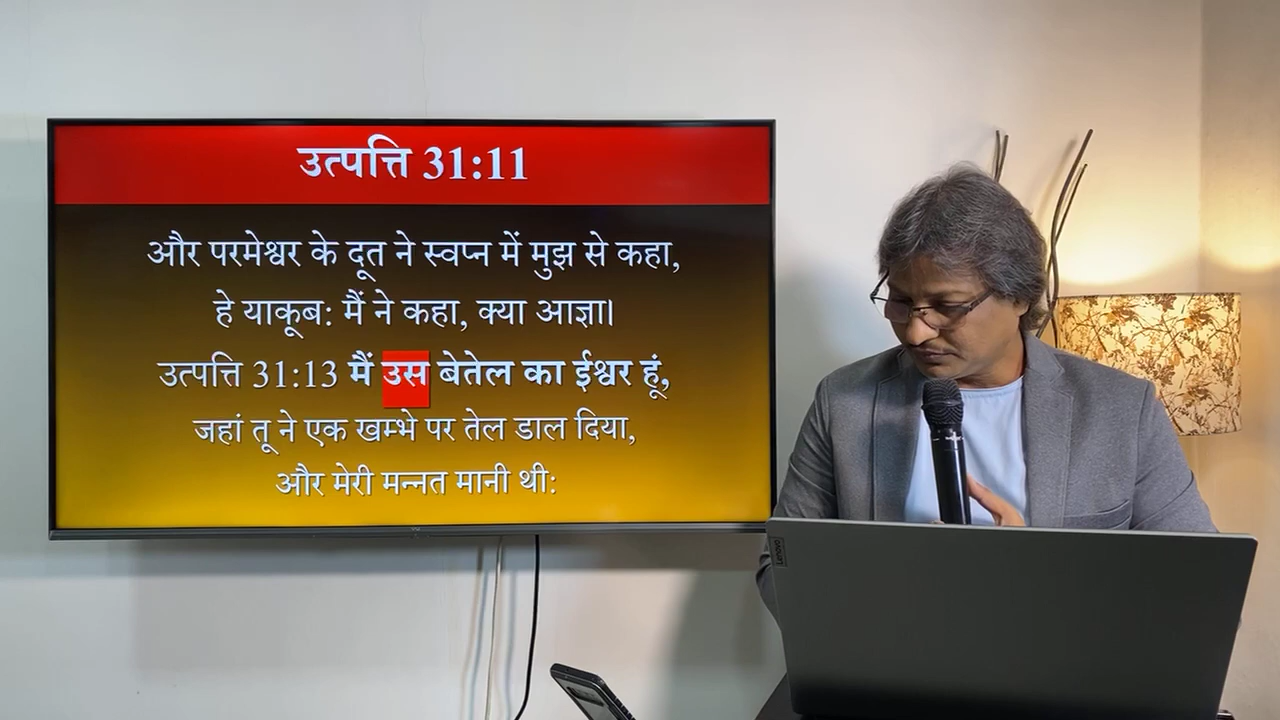 उत्पत्ति 31:11
और परमेश्वर के दूत ने स्वप्न में मुझ से कहा,
हे याकूब: मैं ने कहा, क्या आज्ञा।
उत्पत्ति 31:13 मैं उस बेतेल का ईश्वर हूं,
जहां तू ने एक खम्भे पर तेल डाल दिया,
और मेरी मन्नत मानी थी:
Lenovo